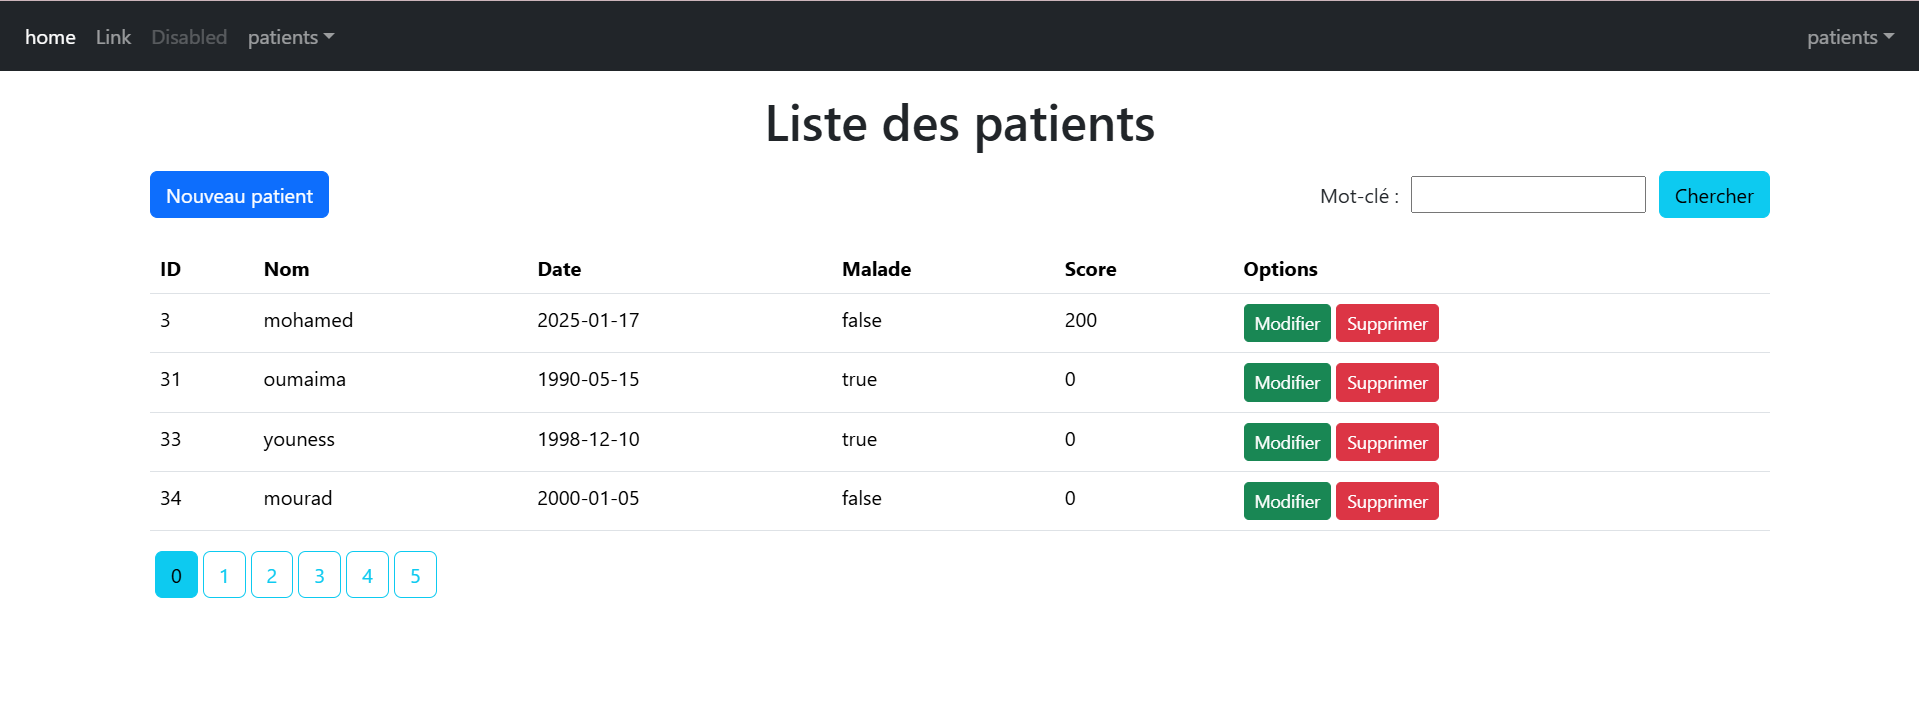 home Link Disabled patients patients
Liste des patients
Nouveau patient Mot-clé : Chercher
ID Nom Date Malade Score Options
3 mohamed 2025-01-17 false 200 Modifier Supprimer
31 oumaima 1990-05-15 true 0 Modifier Supprimer
33 youness 1998-12-10 true 0 Modifier Supprimer
34 mourad 2000-01-05 false 0 Modifier Supprimer
0 1 2 3 4 5